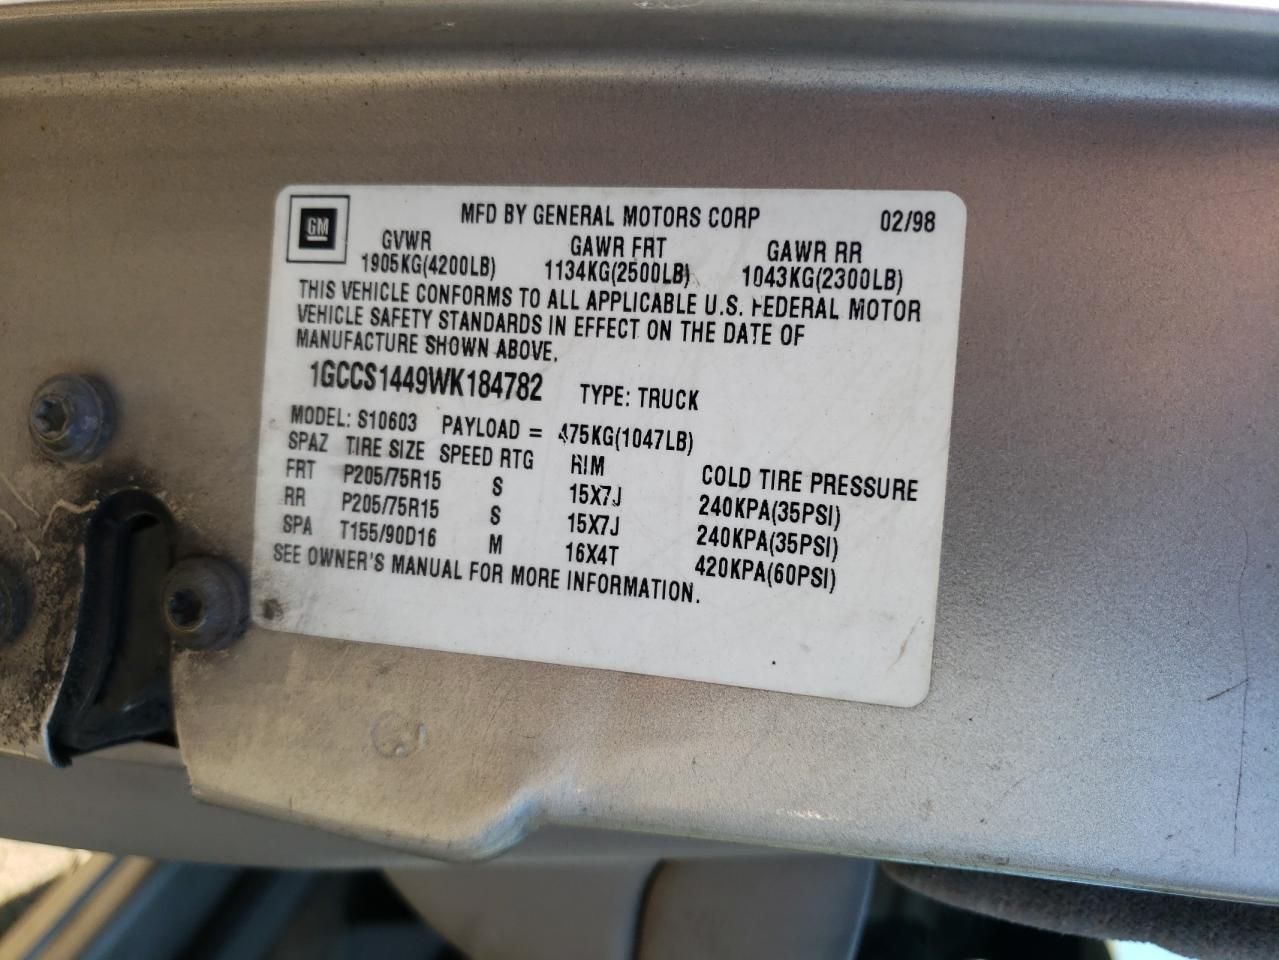 GM
MFD BY GENERAL MOTORS CORP 02/98
GVWR GAWR FRT GAWR RR
1905KG(4200LB) 1134KG(2500LB) 1043KG(2300LB)
THIS VEHICLE CONFORMS TO ALL APPLICABLE U.S. FEDERAL MOTOR
VEHICLE SAFETY STANDARDS IN EFFECT ON THE DATE OF
MANUFACTURE SHOWN ABOVE.
1GCCS1449WK184782 TYPE: TRUCK
MODEL: S10603 PAYLOAD = 475KG(1047LB)
SPAZ TIRE SIZE SPEED RTG RIM COLD TIRE PRESSURE
FRT P205/75R15 S 15X7J 240KPA(35PSI)
RR P205/75R15 S 15X7J 240KPA(35PSI)
SPA T155/90D16 M 16X4T 420KPA(60PSI)
SEE OWNER'S MANUAL FOR MORE INFORMATION.